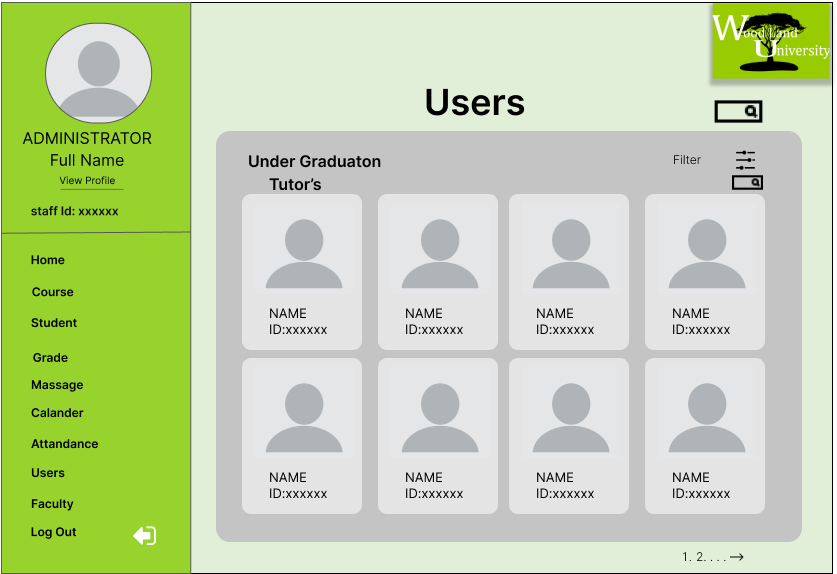 ADMINISTRATOR
Full Name
View Profile
staff Id: xxxxxx
Home
Course
Student
Grade
Massage
Calander
Attandance
Users
Faculty
Log Out
Wood Land
University
Users
Under Graduaton
Tutor's
Filter
NAME
ID:xxxxxx
NAME
ID:xxxxxx
NAME
ID:xxxxxx
NAME
ID:xxxxxx
NAME
ID:xxxxxx
NAME
ID:xxxxxx
NAME
ID:xxxxxx
NAME
ID:xxxxxx
1. 2. . . .